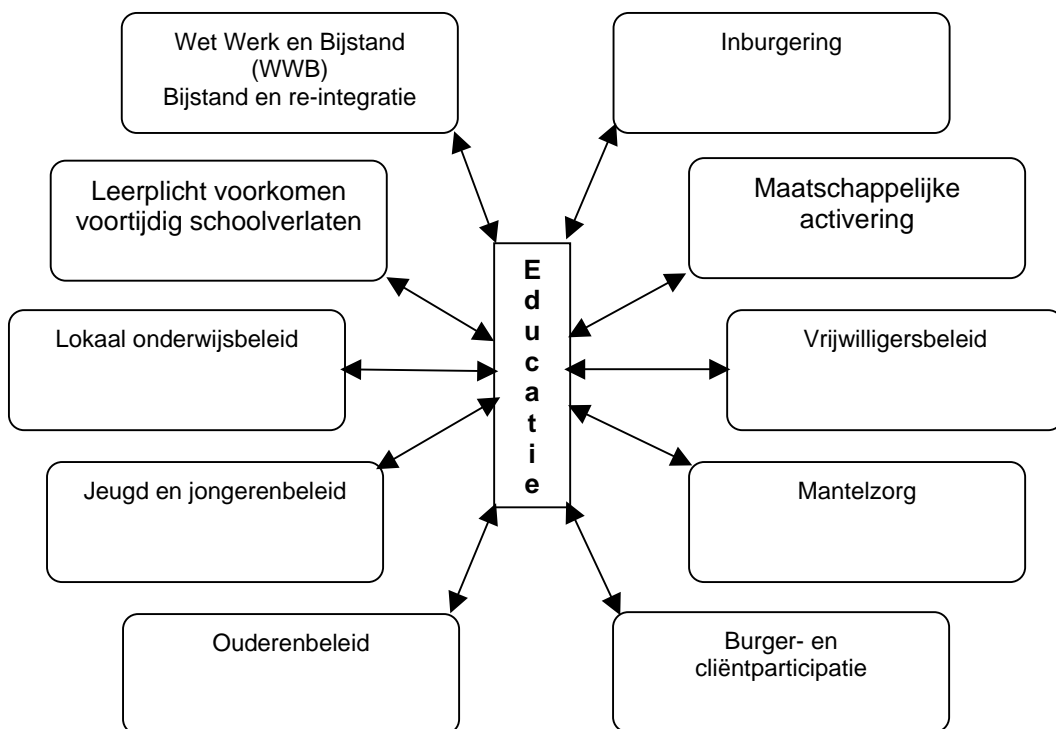 Wet Werk en Bijstand
(WWB)
Bijstand en re-integratie
Inburgering
Leerplicht voorkomen
voortijdig schoolverlaten
Maatschappelijke
activering
Educatie
Lokaal onderwijsbeleid
Vrijwilligersbeleid
Jeugd en jongerenbeleid
Mantelzorg
Ouderenbeleid
Burger- en
cliëntparticipatie